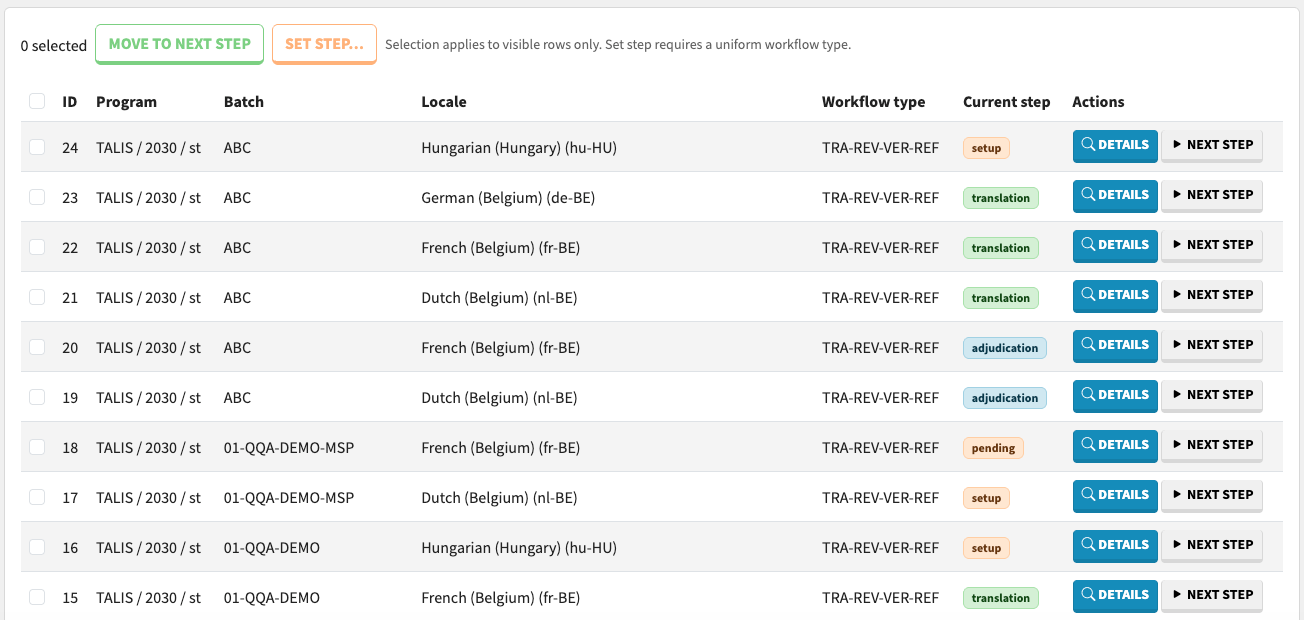 0 selected MOVE TO NEXT STEP SET STEP... Selection applies to visible rows only. Set step requires a uniform workflow type.
ID Program Batch Locale Workflow type Current step Actions
24 TALIS / 2030 / st ABC Hungarian (Hungary) (hu-HU) TRA-REV-VER-REF setup DETAILS NEXT STEP
23 TALIS / 2030 / st ABC German (Belgium) (de-BE) TRA-REV-VER-REF translation DETAILS NEXT STEP
22 TALIS / 2030 / st ABC French (Belgium) (fr-BE) TRA-REV-VER-REF translation DETAILS NEXT STEP
21 TALIS / 2030 / st ABC Dutch (Belgium) (nl-BE) TRA-REV-VER-REF translation DETAILS NEXT STEP
20 TALIS / 2030 / st ABC French (Belgium) (fr-BE) TRA-REV-VER-REF adjudication DETAILS NEXT STEP
19 TALIS / 2030 / st ABC Dutch (Belgium) (nl-BE) TRA-REV-VER-REF adjudication DETAILS NEXT STEP
18 TALIS / 2030 / st 01-QQA-DEMO-MSP French (Belgium) (fr-BE) TRA-REV-VER-REF pending DETAILS NEXT STEP
17 TALIS / 2030 / st 01-QQA-DEMO-MSP Dutch (Belgium) (nl-BE) TRA-REV-VER-REF setup DETAILS NEXT STEP
16 TALIS / 2030 / st 01-QQA-DEMO Hungarian (Hungary) (hu-HU) TRA-REV-VER-REF setup DETAILS NEXT STEP
15 TALIS / 2030 / st 01-QQA-DEMO French (Belgium) (fr-BE) TRA-REV-VER-REF translation DETAILS NEXT STEP